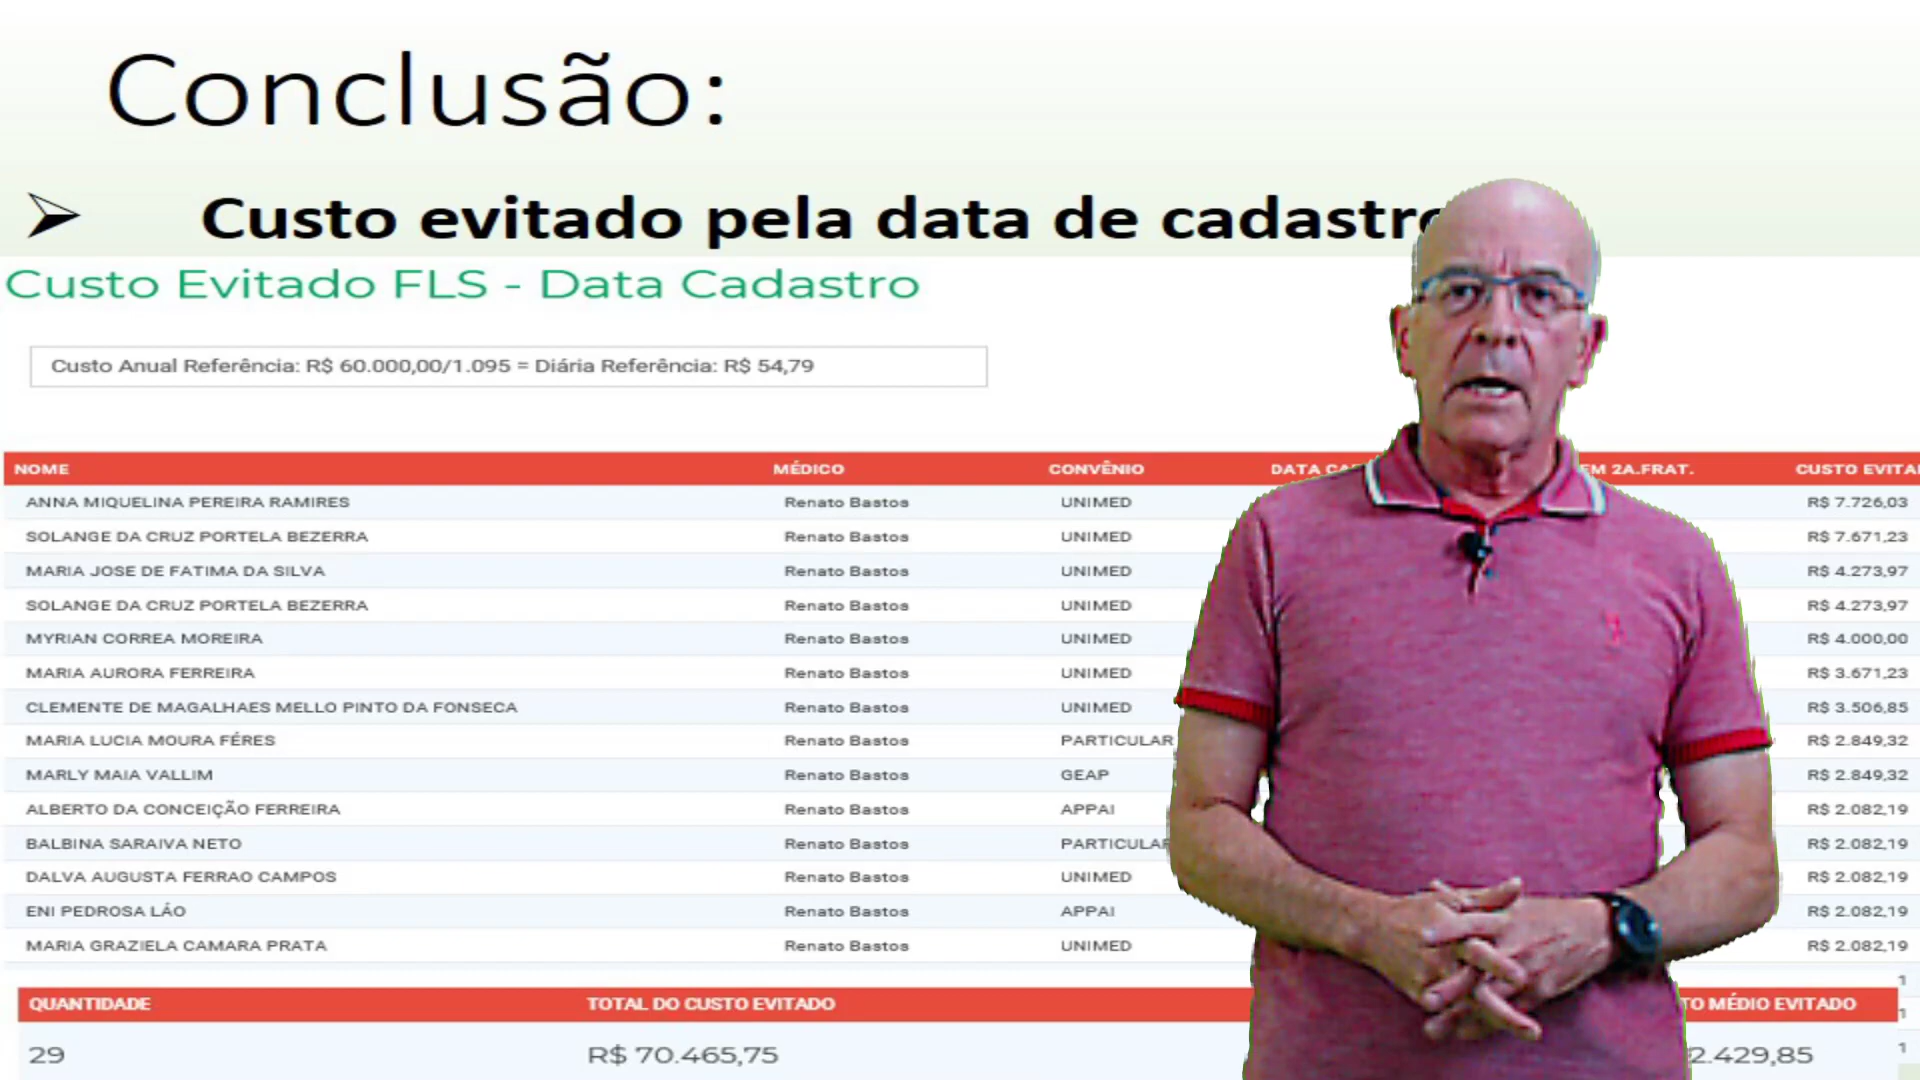 Conclusão:
➢ Custo evitado pela data de cadastro
Custo Evitado FLS - Data Cadastro
Custo Anual Referência: R$ 60.000,00/1.095 = Diária Referência: R$ 54,79
NOME MÉDICO CONVÊNIO DATA 2A.FRAT. CUSTO
ANNA MIQUELINA PEREIRA RAMIRES Renato Bastos UNIMED R$ 7.726,03
SOLANGE DA CRUZ PORTELA BEZERRA Renato Bastos UNIMED R$ 7.671,23
MARIA JOSE DE FATIMA DA SILVA Renato Bastos UNIMED R$ 4.273,97
SOLANGE DA CRUZ PORTELA BEZERRA Renato Bastos UNIMED R$ 4.273,97
MYRIAN CORREA MOREIRA Renato Bastos UNIMED R$ 4.000,00
MARIA AURORA FERREIRA Renato Bastos UNIMED R$ 3.671,23
CLEMENTE DE MAGALHAES MELLO PINTO DA FONSECA Renato Bastos UNIMED R$ 3.506,85
MARIA LUCIA MOURA FÉRES Renato Bastos PARTICULAR R$ 2.849,32
MARLY MAIA VALLIM Renato Bastos GEAP R$ 2.849,32
ALBERTO DA CONCEIÇÃO FERREIRA Renato Bastos APPAI R$ 2.082,19
BALBINA SARAIVA NETO Renato Bastos PARTICULAR R$ 2.082,19
DALVA AUGUSTA FERRAO CAMPOS Renato Bastos UNIMED R$ 2.082,19
ENI PEDROSA LÁO Renato Bastos APPAI R$ 2.082,19
MARIA GRAZIELA CAMARA PRATA Renato Bastos UNIMED R$ 2.082,19
QUANTIDADE TOTAL DO CUSTO EVITADO MÉDIO EVITADO
29 R$ 70.465,75 2.429,85